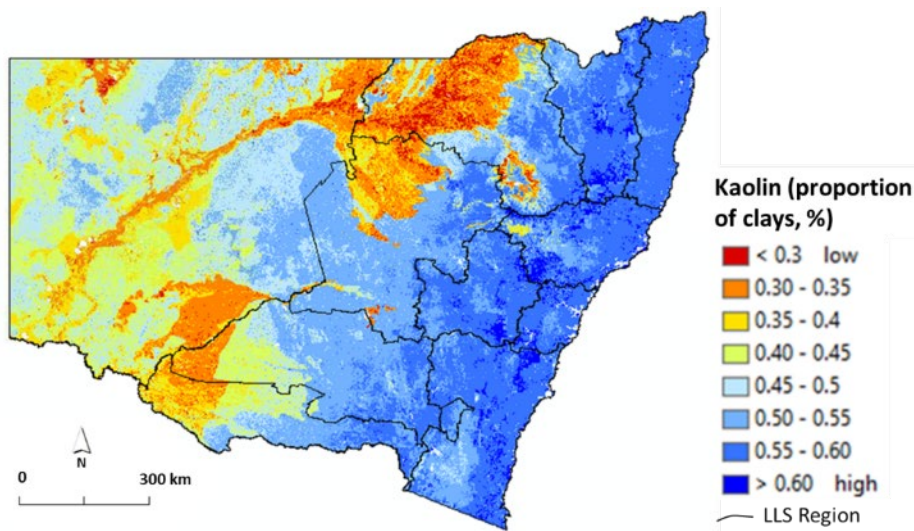 Kaolin (proportion
of clays, %)
< 0.3 low
0.30 - 0.35
0.35 - 0.4
0.40 - 0.45
0.45 - 0.5
0.50 - 0.55
0.55 - 0.60
> 0.60 high
LLS Region
N
0 300 km